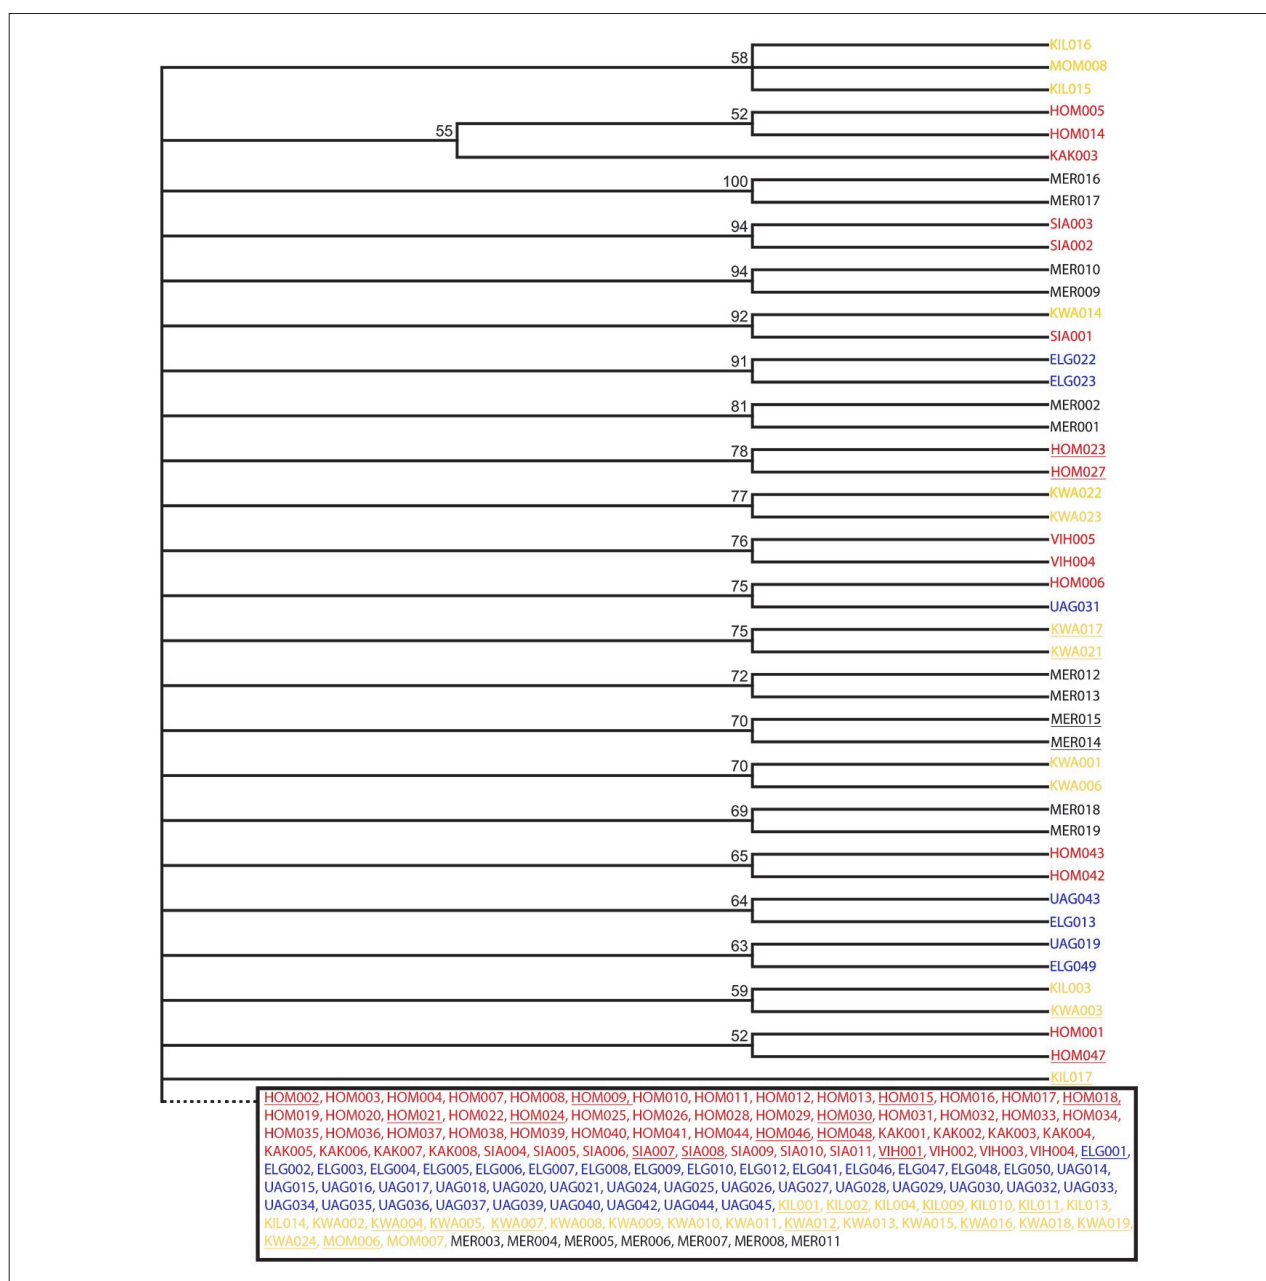 KIL016
58
MOM008
KIL015
HOM005
52
HOM014
55
KAK003
MER016
100
MER017
SIA003
94
SIA002
MER010
94
MER009
KWA014
92
SIA001
ELG022
91
ELG023
MER002
81
MER001
HOM023
78
HOM027
KWA022
77
KWA023
VIH005
76
VIH004
HOM006
75
UAG031
KWA017
75
KWA021
MER012
72
MER013
MER015
70
MER014
KWA001
70
KWA006
MER018
69
MER019
HOM043
65
HOM042
UAG043
64
ELG013
UAG019
63
ELG049
KIL003
59
KWA003
HOM001
52
HOM047
KIL017
HOM002, HOM003, HOM004, HOM007, HOM008, HOM009, HOM010, HOM011, HOM012, HOM013, HOM015, HOM016, HOM017, HOM018,
HOM019, HOM020, HOM021, HOM022, HOM024, HOM025, HOM026, HOM028, HOM029, HOM030, HOM031, HOM032, HOM033, HOM034,
HOM035, HOM036, HOM037, HOM038, HOM039, HOM040, HOM041, HOM044, HOM046, HOM048, KAK001, KAK002, KAK003, KAK004,
KAK005, KAK006, KAK007, KAK008, SIA004, SIA005, SIA006, SIA007, SIA008, SIA009, SIA010, SIA011, VIH001, VIH002, VIH003, VIH004, ELG001,
ELG002, ELG003, ELG004, ELG005, ELG006, ELG007, ELG008, ELG009, ELG010, ELG012, ELG041, ELG046, ELG047, ELG048, ELG050, UAG014,
UAG015, UAG016, UAG017, UAG018, UAG020, UAG021, UAG024, UAG025, UAG026, UAG027, UAG028, UAG029, UAG030, UAG032, UAG033,
UAG034, UAG035, UAG036, UAG037, UAG039, UAG040, UAG042, UAG044, UAG045, KIL001, KIL002, KIL004, KIL009, KIL010, KIL011, KIL013,
KIL014, KWA002, KWA004, KWA005, KWA007, KWA008, KWA009, KWA010, KWA011, KWA012, KWA013, KWA015, KWA016, KWA018, KWA019,
KWA024, MOM006, MOM007, MER003, MER004, MER005, MER006, MER007, MER008, MER011